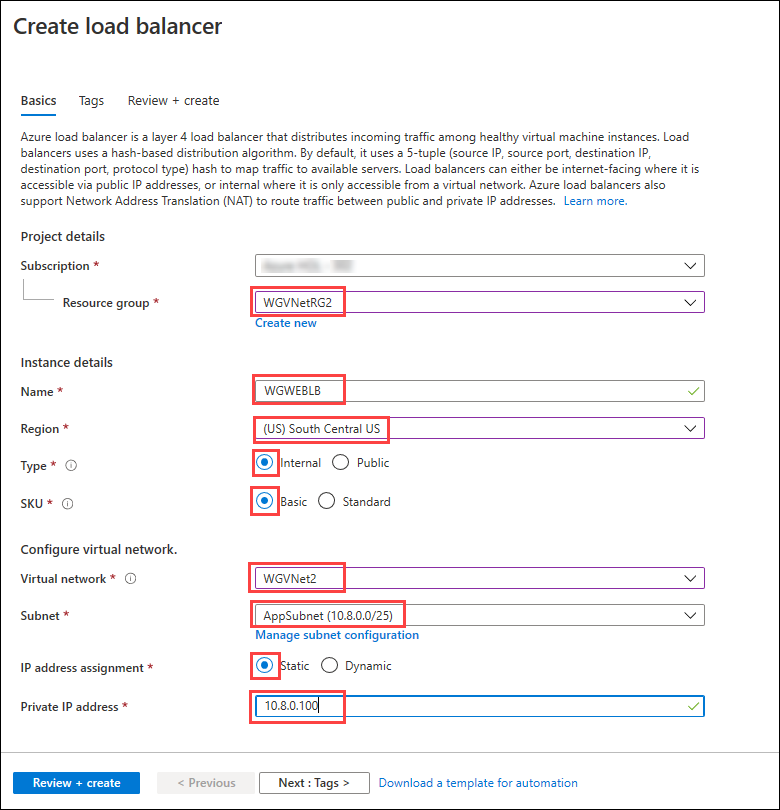 Create load balancer
Basics Tags Review + create
Azure load balancer is a layer 4 load balancer that distributes incoming traffic among healthy virtual machine instances. Load
balancers uses a hash-based distribution algorithm. By default, it uses a 5-tuple (source IP, source port, destination IP,
destination port, protocol type) hash to map traffic to available servers. Load balancers can either be internet-facing where it is
accessible via public IP addresses, or internal where it is only accessible from a virtual network. Azure load balancers also
support Network Address Translation (NAT) to route traffic between public and private IP addresses. Learn more.
Project details
Subscription *
Resource group * WGVNetRG2
Create new
Instance details
Name * WGWEBLB
Region * (US) South Central US
Type * Internal Public
SKU * Basic Standard
Configure virtual network.
Virtual network * WGVNet2
Subnet * AppSubnet (10.8.0.0/25)
Manage subnet configuration
IP address assignment * Static Dynamic
Private IP address * 10.8.0.100
Review + create < Previous Next : Tags > Download a template for automation